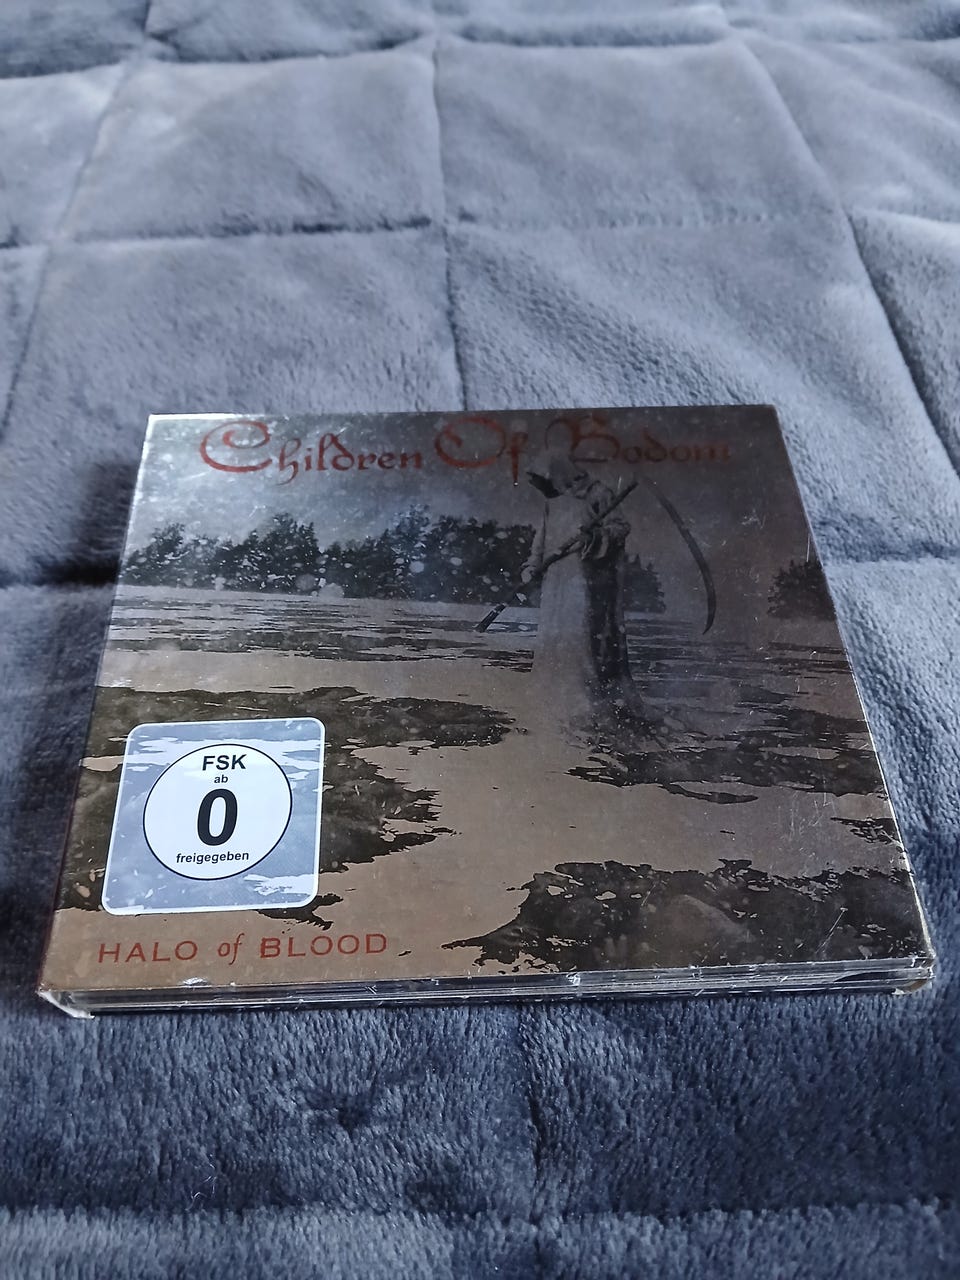 Children Of Bodom
FSK
ab
0
freigegeben
HALO of BLOOD